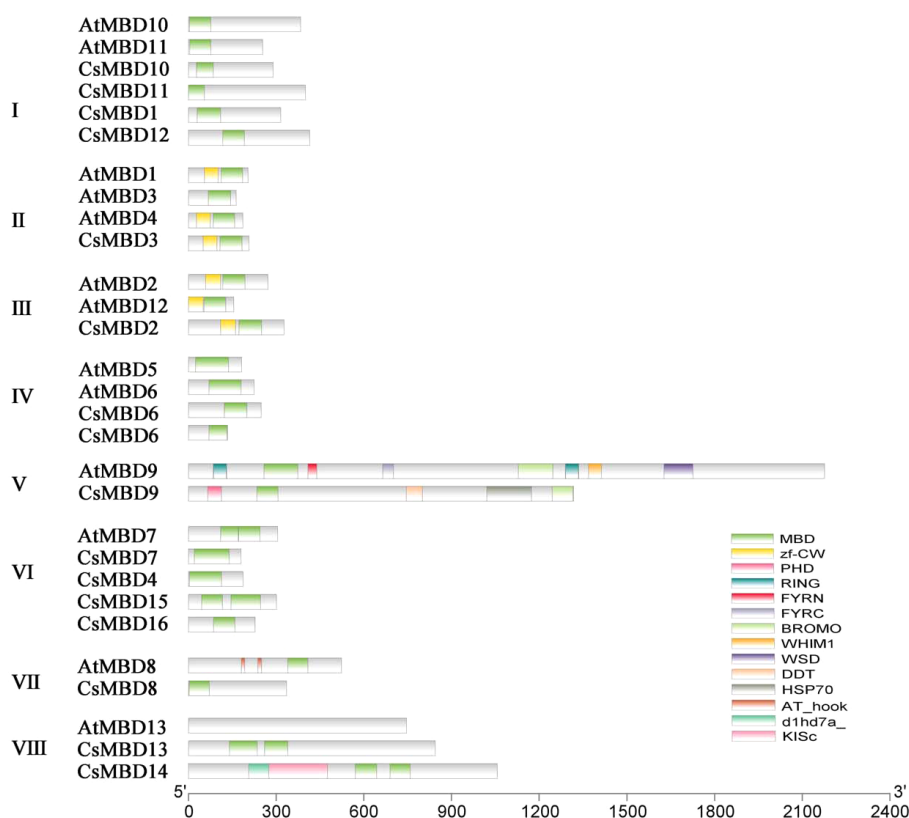 AtMBD10
AtMBD11
CsMBD10
CsMBD11
I
CsMBD1
CsMBD12
AtMBD1
AtMBD3
II
AtMBD4
CsMBD3
AtMBD2
III
AtMBD12
CsMBD2
AtMBD5
IV
AtMBD6
CsMBD6
CsMBD6
AtMBD9
V
CsMBD9
AtMBD7
CsMBD7
VI
CsMBD4
CsMBD15
CsMBD16
AtMBD8
VII
CsMBD8
AtMBD13
VIII
CsMBD13
CsMBD14
MBD
zf-CW
PHD
RING
FYRN
FYRC
BROMO
WHIM1
WSD
DDT
HSP70
AT_hook
d1hd7a_
KISc
5' 3'
0 300 600 900 1200 1500 1800 2100 2400